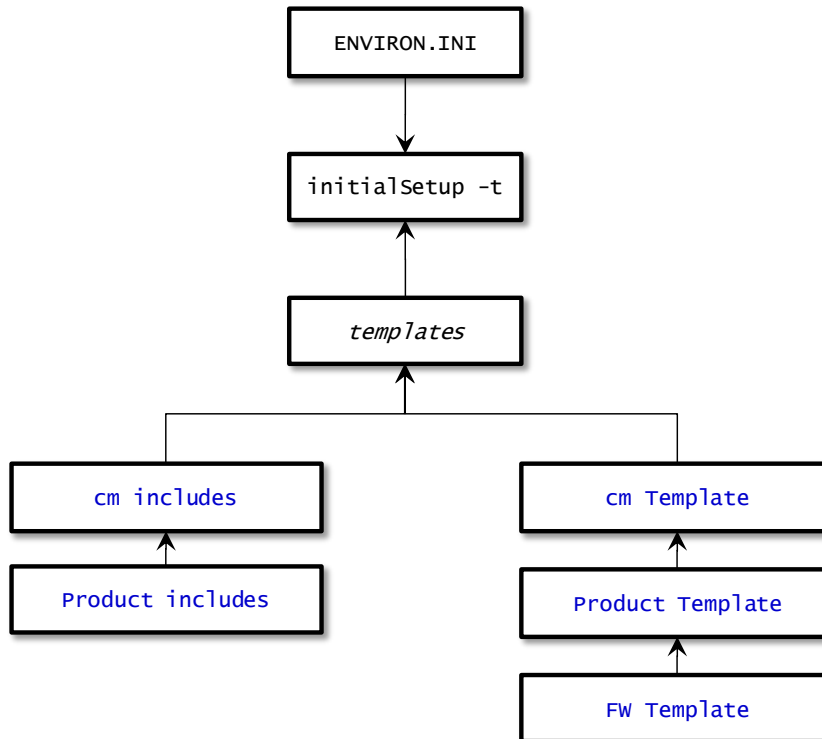 ENVIRON.INI
initialSetup -t
templates
cm includes
cm Template
Product includes
Product Template
FW Template